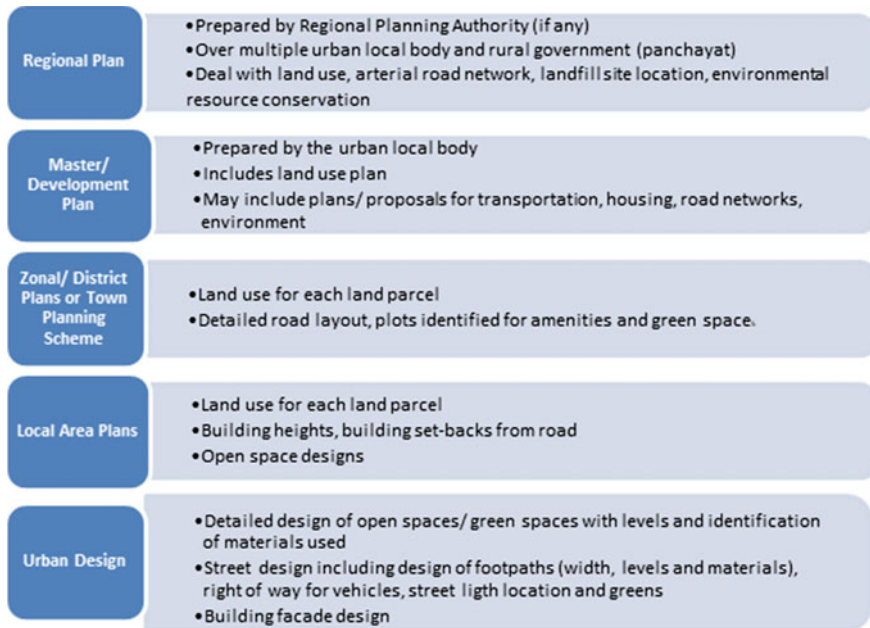 Regional Plan
•Prepared by Regional Planning Authority (if any)
•Over multiple urban local body and rural government (panchayat)
•Deal with land use, arterial road network, landfill site location, environmental
resource conservation
Master/
Development
Plan
•Prepared by the urban local body
•Includes land use plan
•May include plans/ proposals for transportation, housing, road networks,
environment
Zonal/ District
Plans or Town
Planning
Scheme
•Land use for each land parcel
•Detailed road layout, plots identified for amenities and green space.
Local Area Plans
•Land use for each land parcel
•Building heights, building set-backs from road
•Open space designs
Urban Design
•Detailed design of open spaces/ green spaces with levels and identification
of materials used
•Street design including design of footpaths (width, levels and materials),
right of way for vehicles, street ligth location and greens
•Building facade design